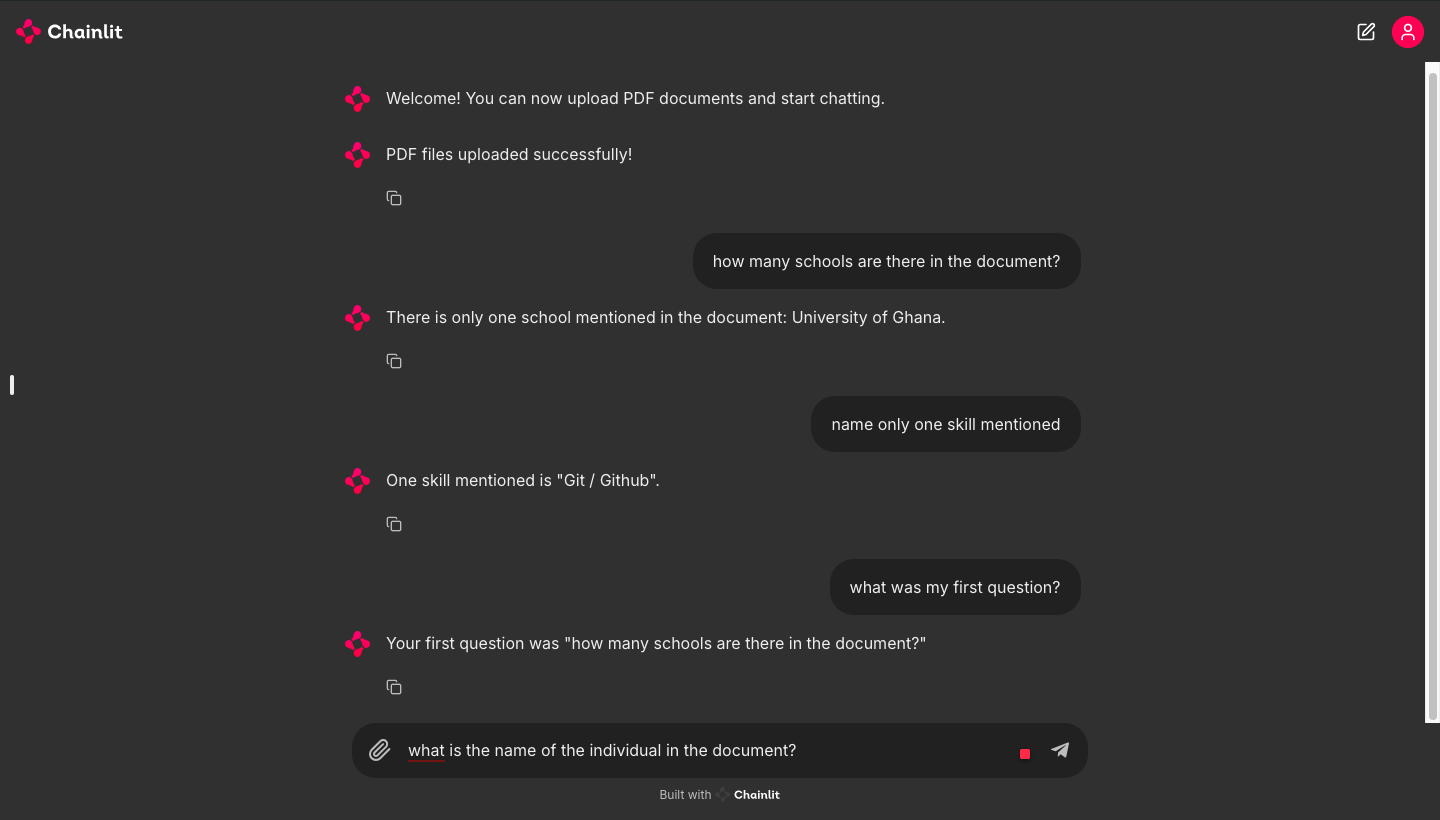 Chainlit
Welcome! You can now upload PDF documents and start chatting.
PDF files uploaded successfully!
how many schools are there in the document?
There is only one school mentioned in the document: University of Ghana.
name only one skill mentioned
One skill mentioned is "Git / Github".
what was my first question?
Your first question was "how many schools are there in the document?"
what is the name of the individual in the document?
Built with Chainlit